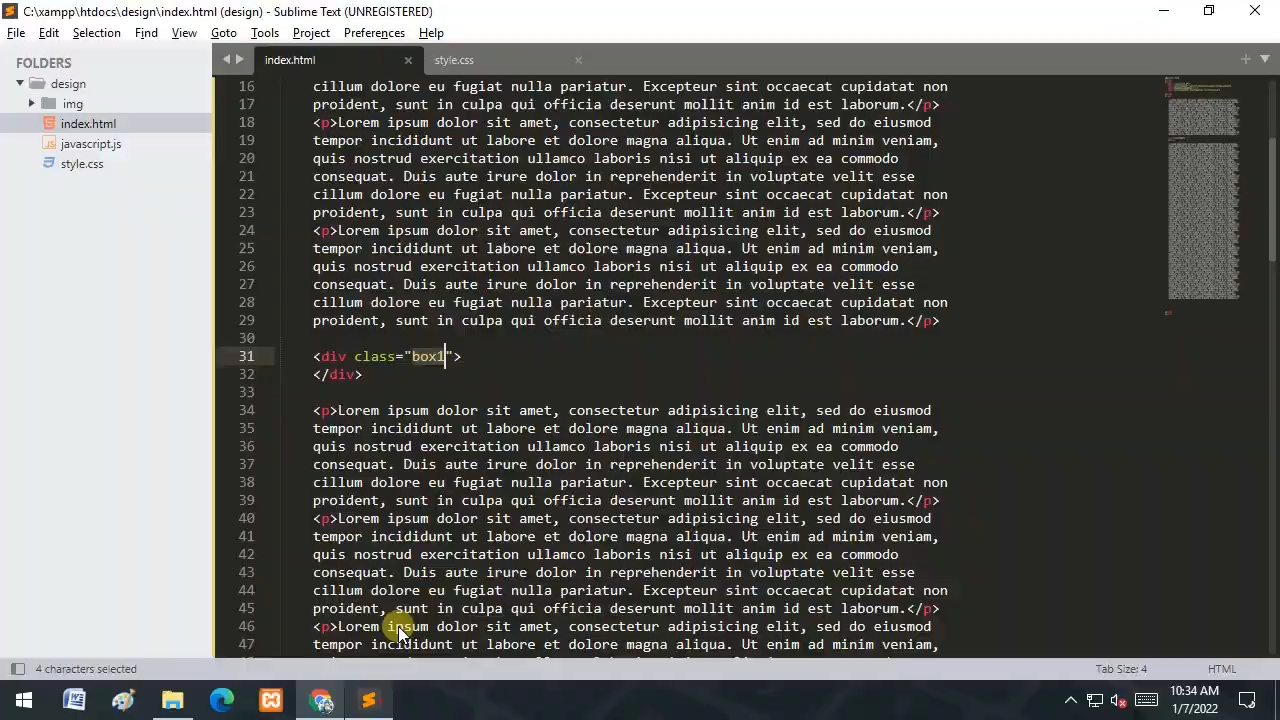 C:\xampp\htdocs\design\index.html (design) - Sublime Text (UNREGISTERED)
File Edit Selection Find View Goto Tools Project Preferences Help
FOLDERS
design
img
index.html
javascript.js
style.css
index.html
style.css
16 cillum dolore eu fugiat nulla pariatur. Excepteur sint occaecat cupidatat non
17 proident, sunt in culpa qui officia deserunt mollit anim id est laborum.</p>
18 <p>Lorem ipsum dolor sit amet, consectetur adipisicing elit, sed do eiusmod
19 tempor incididunt ut labore et dolore magna aliqua. Ut enim ad minim veniam,
20 quis nostrud exercitation ullamco laboris nisi ut aliquip ex ea commodo
21 consequat. Duis aute irure dolor in reprehenderit in voluptate velit esse
22 cillum dolore eu fugiat nulla pariatur. Excepteur sint occaecat cupidatat non
23 proident, sunt in culpa qui officia deserunt mollit anim id est laborum.</p>
24 <p>Lorem ipsum dolor sit amet, consectetur adipisicing elit, sed do eiusmod
25 tempor incididunt ut labore et dolore magna aliqua. Ut enim ad minim veniam,
26 quis nostrud exercitation ullamco laboris nisi ut aliquip ex ea commodo
27 consequat. Duis aute irure dolor in reprehenderit in voluptate velit esse
28 cillum dolore eu fugiat nulla pariatur. Excepteur sint occaecat cupidatat non
29 proident, sunt in culpa qui officia deserunt mollit anim id est laborum.</p>
30
31 <div class="box1">
32 </div>
33
34 <p>Lorem ipsum dolor sit amet, consectetur adipisicing elit, sed do eiusmod
35 tempor incididunt ut labore et dolore magna aliqua. Ut enim ad minim veniam,
36 quis nostrud exercitation ullamco laboris nisi ut aliquip ex ea commodo
37 consequat. Duis aute irure dolor in reprehenderit in voluptate velit esse
38 cillum dolore eu fugiat nulla pariatur. Excepteur sint occaecat cupidatat non
39 proident, sunt in culpa qui officia deserunt mollit anim id est laborum.</p>
40 <p>Lorem ipsum dolor sit amet, consectetur adipisicing elit, sed do eiusmod
41 tempor incididunt ut labore et dolore magna aliqua. Ut enim ad minim veniam,
42 quis nostrud exercitation ullamco laboris nisi ut aliquip ex ea commodo
43 consequat. Duis aute irure dolor in reprehenderit in voluptate velit esse
44 cillum dolore eu fugiat nulla pariatur. Excepteur sint occaecat cupidatat non
45 proident, sunt in culpa qui officia deserunt mollit anim id est laborum.</p>
46 <p>Lorem ipsum dolor sit amet, consectetur adipisicing elit, sed do eiusmod
47 tempor incididunt ut labore et dolore magna aliqua. Ut enim ad minim veniam,
4 characters selected
Tab Size: 4
HTML
10:34 AM
1/7/2022